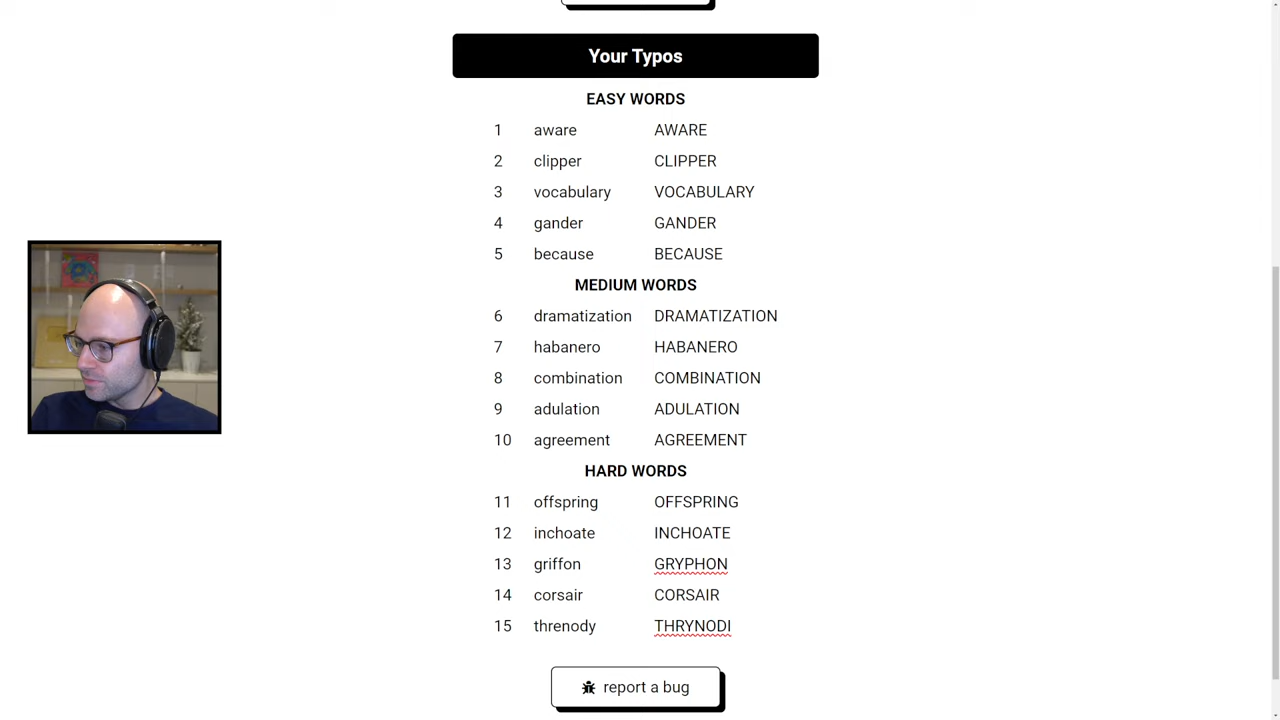 Your Typos
EASY WORDS
1 aware AWARE
2 clipper CLIPPER
3 vocabulary VOCABULARY
4 gander GANDER
5 because BECAUSE
MEDIUM WORDS
6 dramatization DRAMATIZATION
7 habanero HABANERO
8 combination COMBINATION
9 adulation ADULATION
10 agreement AGREEMENT
HARD WORDS
11 offspring OFFSPRING
12 inchoate INCHOATE
13 griffon GRYPHON
14 corsair CORSAIR
15 threnody THRYNODI
report a bug